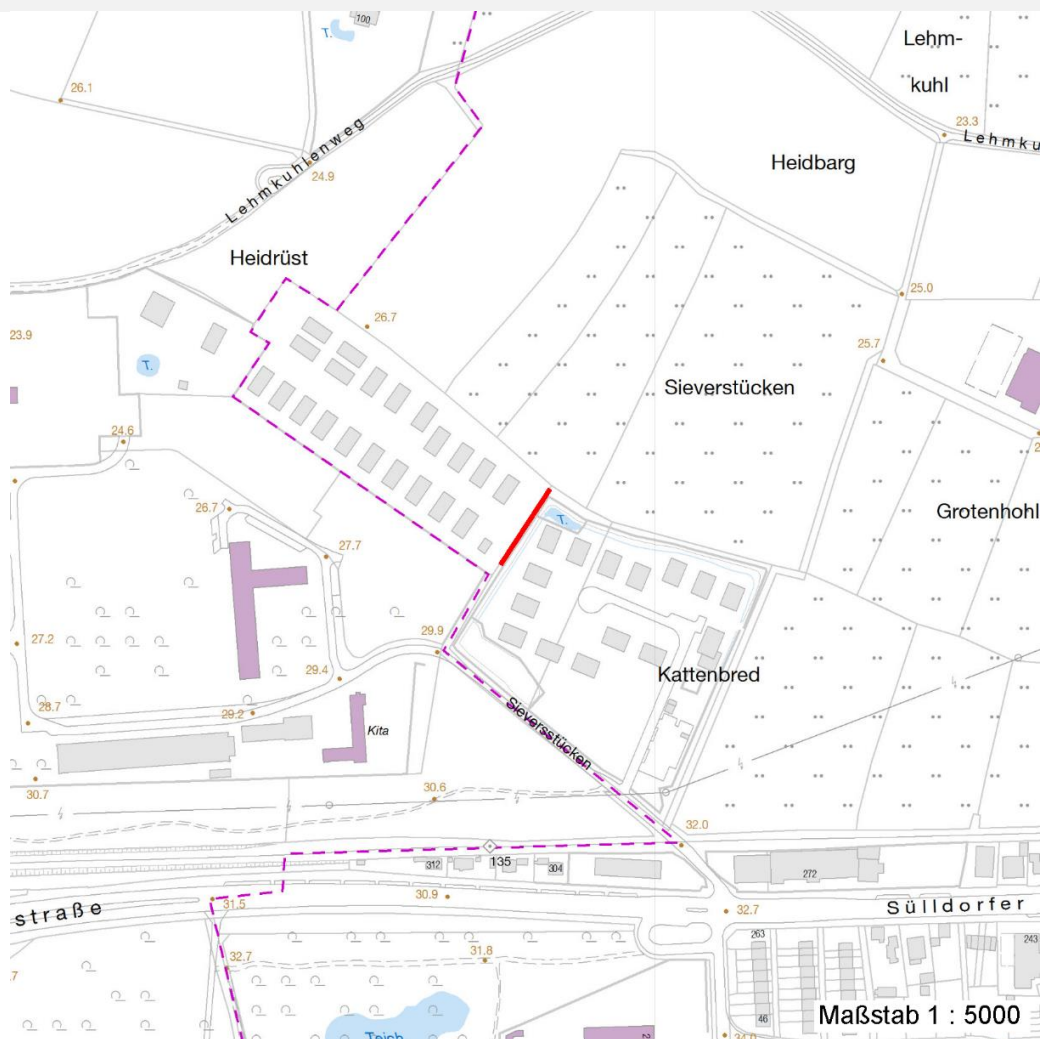 100
T.
Lehm-
kuhl
26.1
23.3
Lehmku
Lehmkuhlenweg
24.9
Heidbarg
Heidrüst
25.0
26.7
23.9
25.7
T.
Sieverstücken
24.6
26.7
T.
Grotenhohl
27.7
27.2
29.9
29.4
Kattenbred
28.7
29.2
Kita
Sieversstücken
30.7
30.6
32.0
135
312
304
272
straße
31.5
30.9
32.7
Sülldorfer
263
243
31.8
32.7
46
Maßstab 1 : 5000